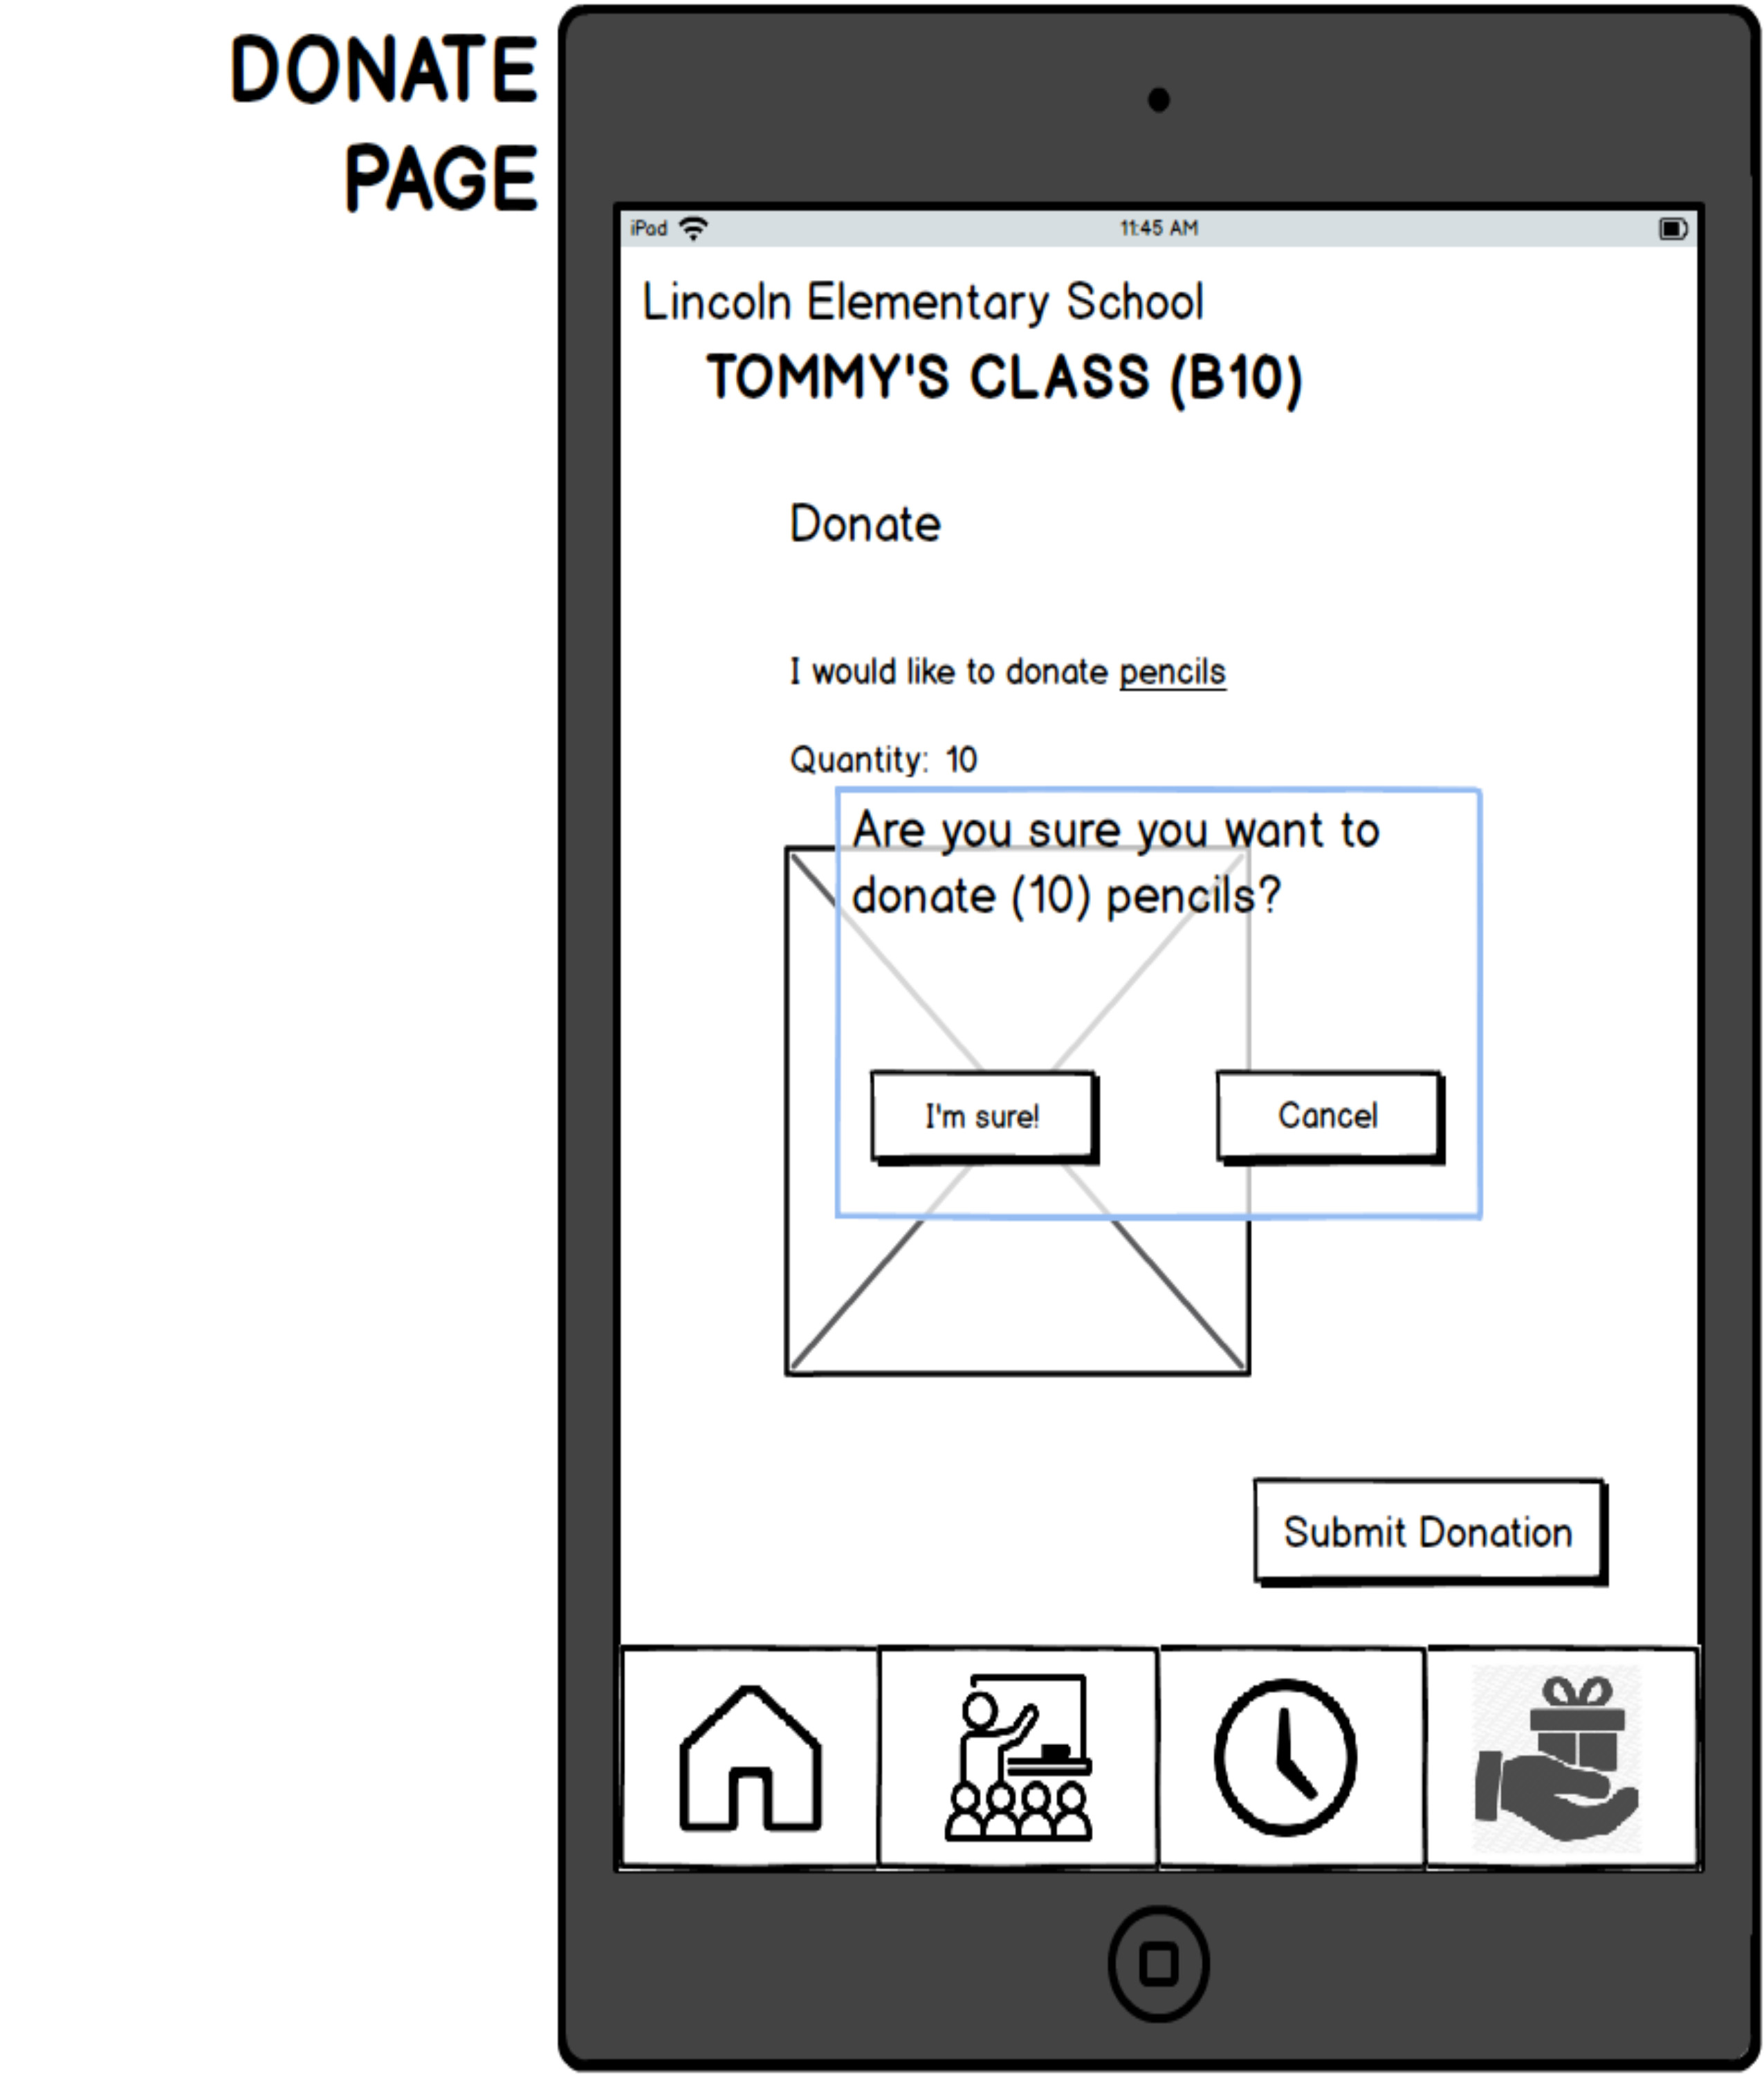 DONATE
PAGE
iPad
11:45 AM
Lincoln Elementary School
TOMMY'S CLASS (B10)
Donate
I would like to donate pencils
Quantity: 10
Are you sure you want to
donate (10) pencils?
I'm sure!
Cancel
Submit Donation